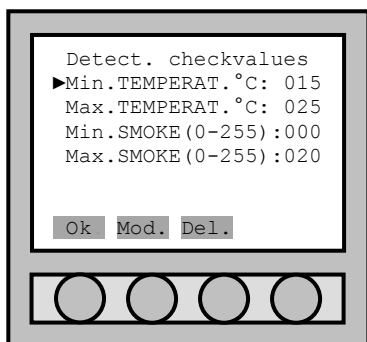 Detect. checkvalues
►Min.TEMPERAT.°C: 015
Max.TEMPERAT.°C: 025
Min.SMOKE(0-255):000
Max.SMOKE(0-255):020
Ok Mod. Del.